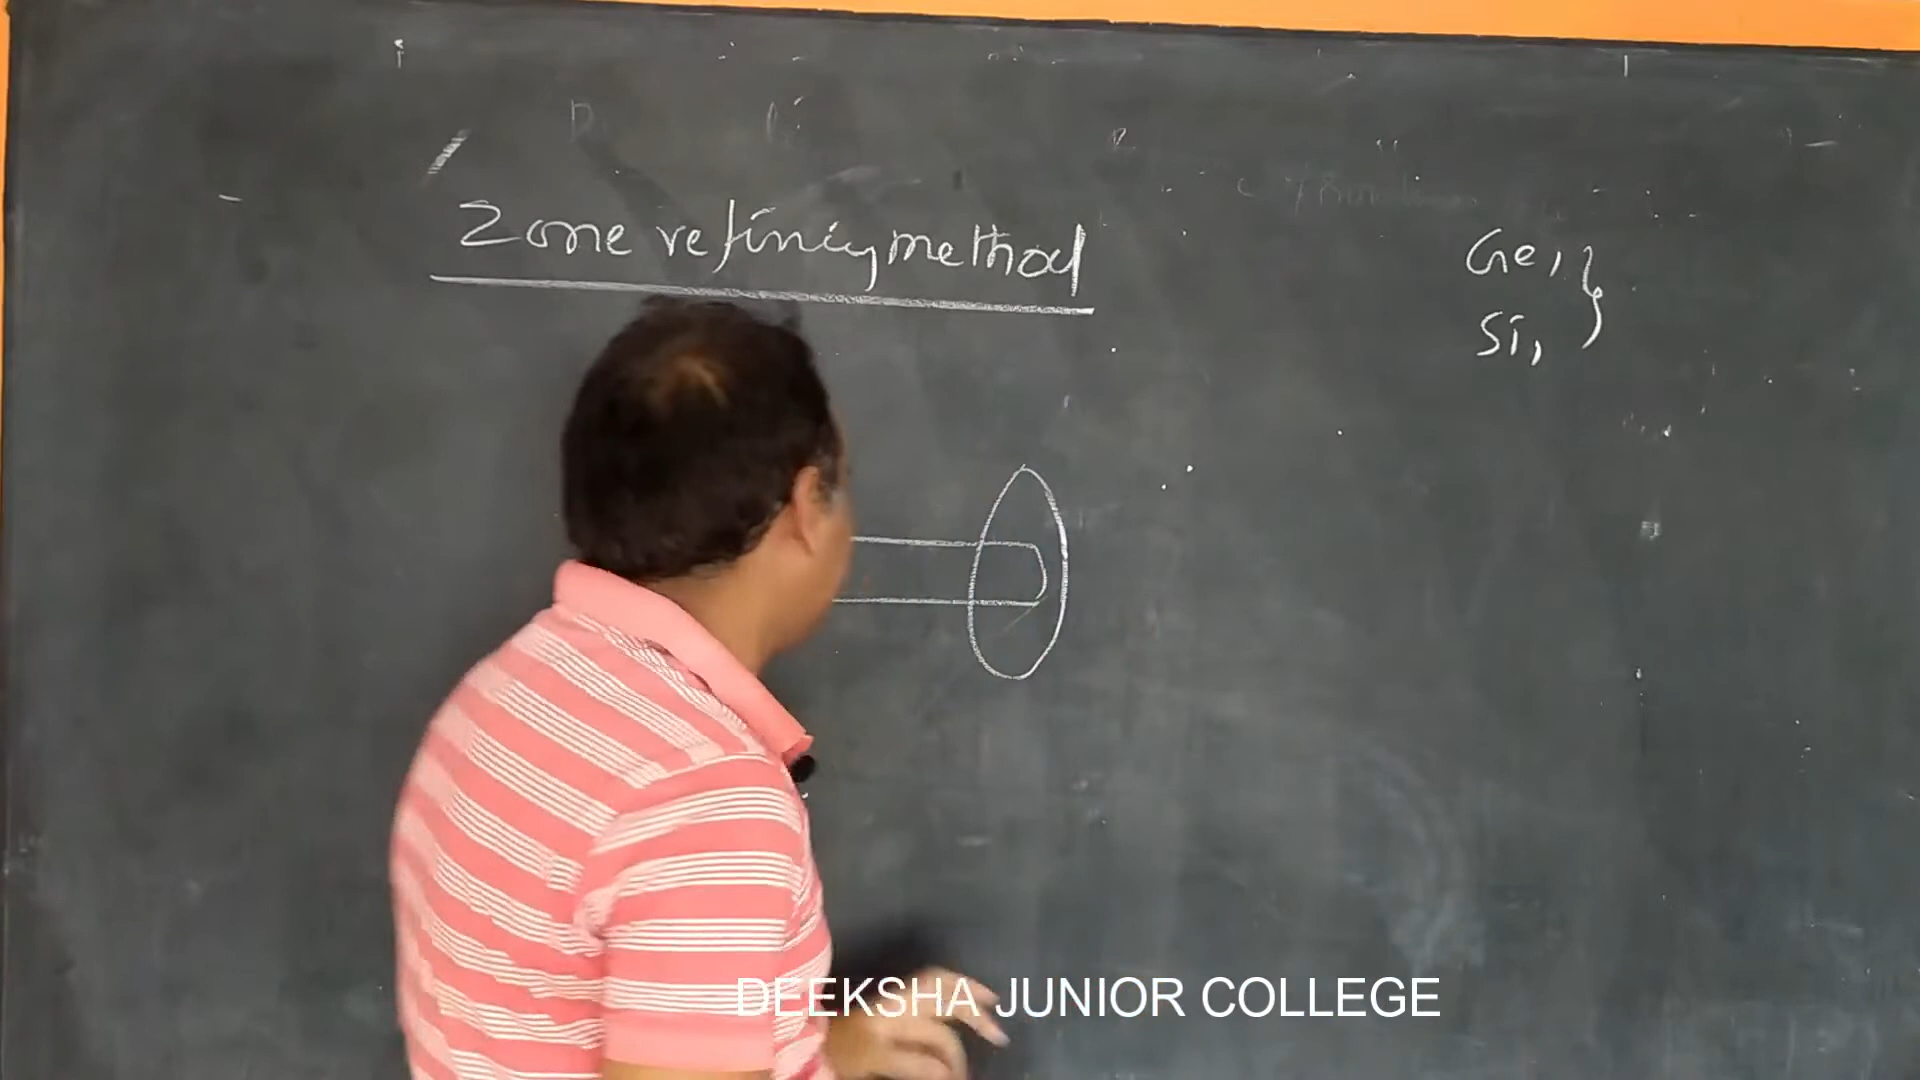 Zone refining method
Ge, }
Si,
DEEKSHA JUNIOR COLLEGE